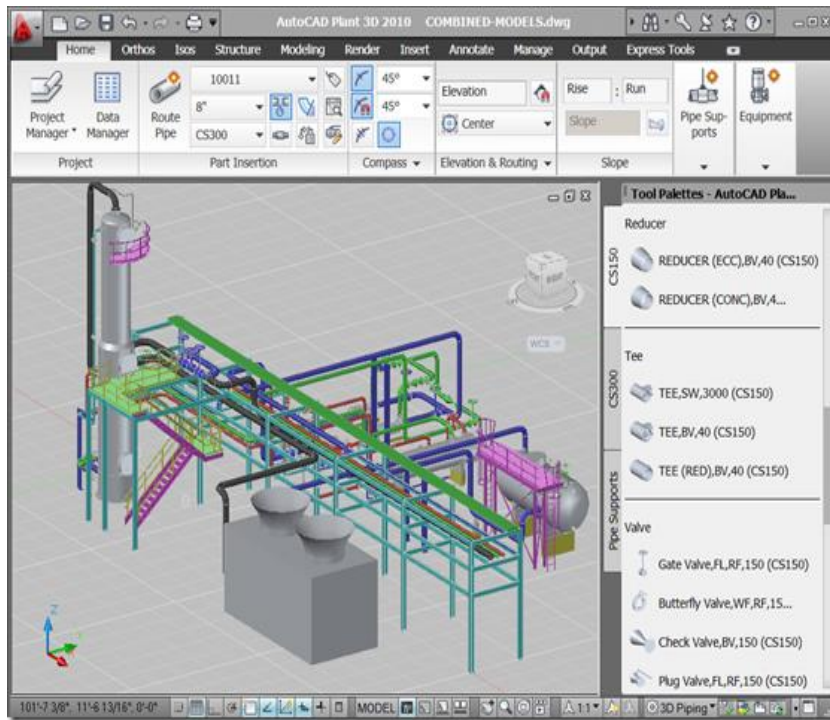 AutoCAD Plant 3D 2010 COMBINED-MODELS.dwg
Home Orthos Isos Structure Modeling Render Insert Annotate Manage Output Express Tools
10011 45° Elevation Rise : Run
Project Manager Data Manager Route Pipe 8" 45° Center Slope Pipe Sup-ports Equipment
CS300
Project Part Insertion Compass Elevation & Routing Slope
Tool Palettes - AutoCAD Pla...
Reducer
REDUCER (ECC),BV,40 (CS150)
REDUCER (CONC),BV,4...
Tee
TEE,SW,3000 (CS150)
TEE,BV,40 (CS150)
TEE (RED),BV,40 (CS150)
Valve
Gate Valve,FL,RF,150 (CS150)
Butterfly Valve,WF,RF,15...
Check Valve,BV,150 (CS150)
Plug Valve,FL,RF,150 (CS150)
CS150
CS300
Pipe Supports
WCS
Z
101'-7 3/8", 11'-6 13/16", 0'-0" MODEL 1:1 3D Piping